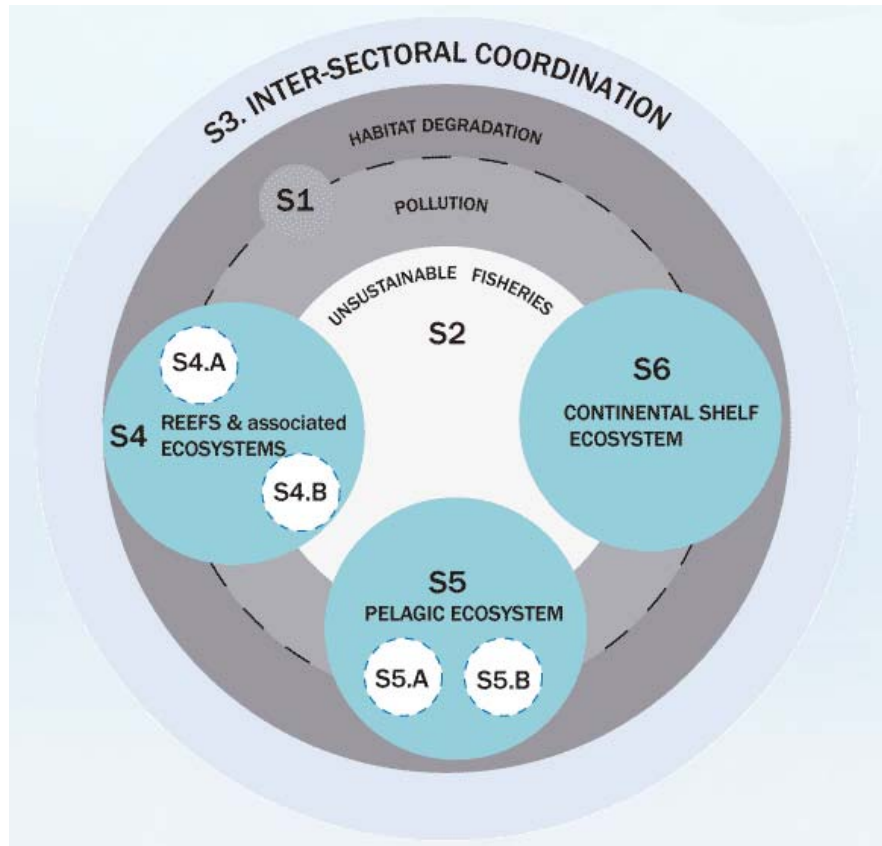 S3. INTER-SECTORAL COORDINATION
HABITAT DEGRADATION
S1
POLLUTION
UNSUSTAINABLE FISHERIES
S2
S4.A
S4
REEFS & associated
ECOSYSTEMS
S4.B
S6
CONTINENTAL SHELF
ECOSYSTEM
S5
PELAGIC ECOSYSTEM
S5.A
S5.B